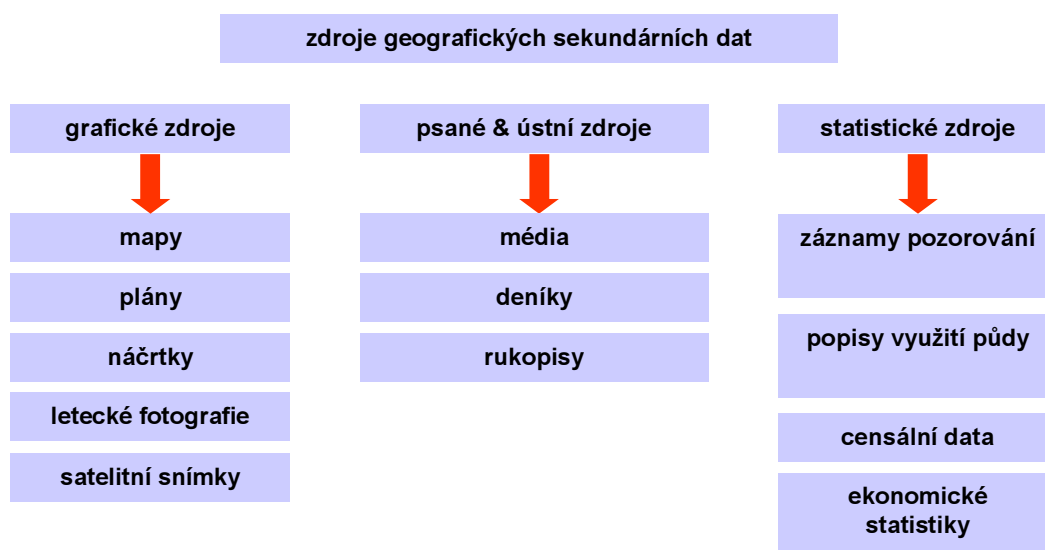 zdroje geografických sekundárních dat
grafické zdroje
mapy
plány
náčrtky
letecké fotografie
satelitní snímky
psané & ústní zdroje
média
deníky
rukopisy
statistické zdroje
záznamy pozorování
popisy využití půdy
censální data
ekonomické
statistiky